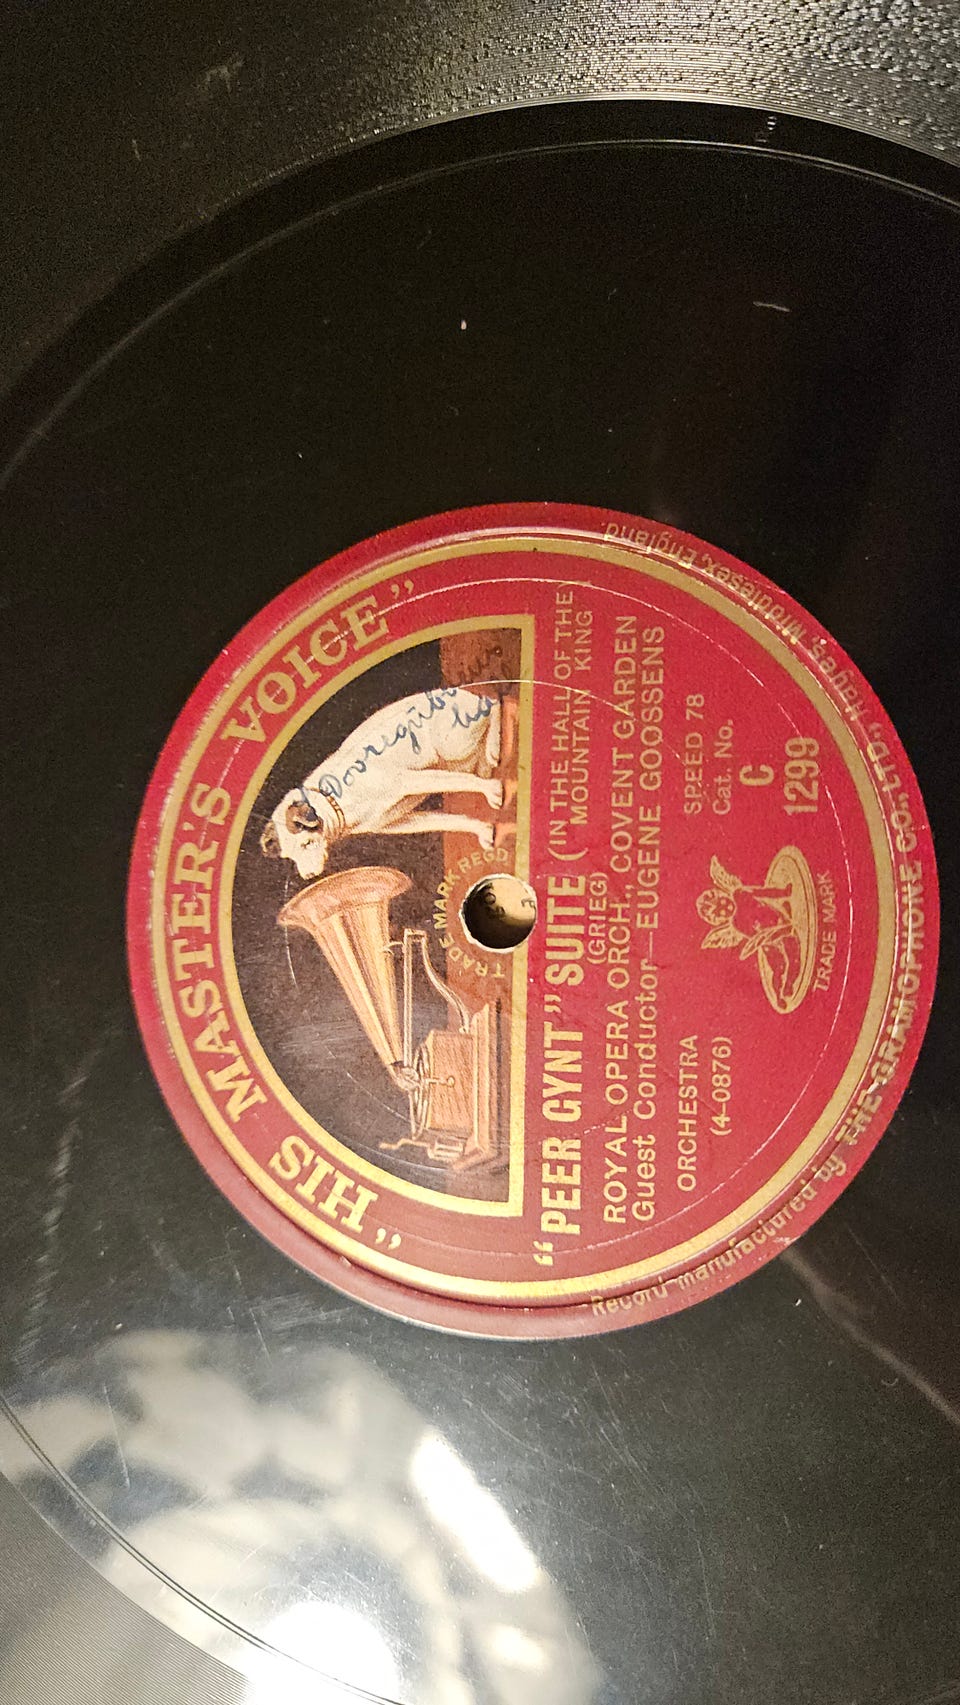 "HIS MASTER'S VOICE"
TRADE MARK REGD
"PEER GYNT" SUITE ("IN THE HALL OF THE
MOUNTAIN KING
(GRIEG)
ROYAL OPERA ORCH., COVENT GARDEN
Guest Conductor—EUGENE GOOSSENS
SPEED 78
ORCHESTRA
Cat. No.
(4-0876)
C
1299
TRADE MARK
Record manufactured by THE GRAMOPHONE CO., LTD., Hayes, Middlesex, England.